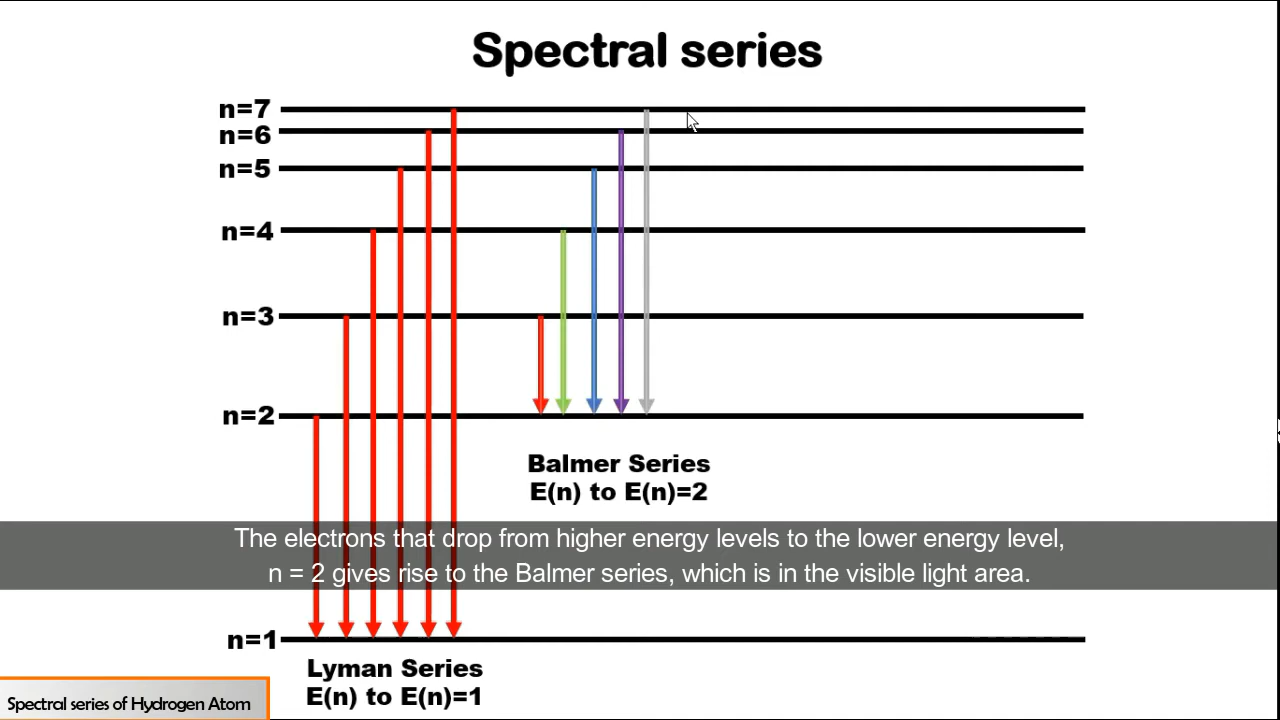 Spectral series
n=7
n=6
n=5
n=4
n=3
n=2
Balmer Series
E(n) to E(n)=2
The electrons that drop from higher energy levels to the lower energy level,
n = 2 gives rise to the Balmer series, which is in the visible light area.
n=1
Lyman Series
E(n) to E(n)=1
Spectral series of Hydrogen Atom